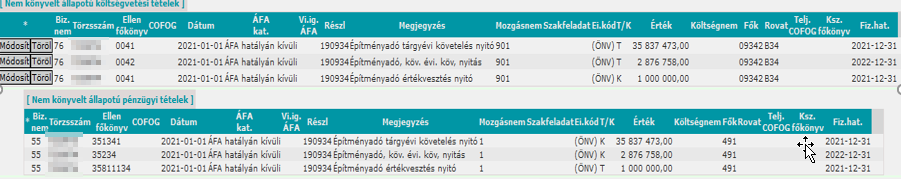 [ Nem könyvelt állapotú költségvetési tételek ]
* Biz. nem Törzsszám Ellen főkönyv COFOG Dátum ÁFA kat. Vi.ig. ÁFA Részl Megjegyzés Mozgásnem Szakfeladat Ei.kód T/K Érték Költségnem Fők Rovat Telj. COFOG Ksz. főkönyv Fiz.hat.
Módosít Töröl 76 0041 2021-01-01 ÁFA hatályán kívüli 190934 Építményadó tárgyévi követelés nyitó 901 (ÖNV) T 35 837 473,00 09342 B34 2021-12-31
Módosít Töröl 76 0042 2021-01-01 ÁFA hatályán kívüli 190934 Építményadó, köv. évi. köv, nyitás 901 (ÖNV) T 2 876 758,00 09342 B34 2022-12-31
Módosít Töröl 76 0041 2021-01-01 ÁFA hatályán kívüli 190934 Építményadó értékvesztés nyitó 901 (ÖNV) K 1 000 000,00 09342 B34 2021-12-31
[ Nem könyvelt állapotú pénzügyi tételek ]
* Biz. nem Törzsszám Ellen főkönyv COFOG Dátum ÁFA kat. Vi.ig. ÁFA Részl Megjegyzés Mozgásnem Szakfeladat Ei.kód T/K Érték Költségnem Fők Rovat Telj. COFOG Ksz. főkönyv Fiz.hat.
55 351341 2021-01-01 ÁFA hatályán kívüli 190934 Építményadó tárgyévi követelés nyitó 1 (ÖNV) K 35 837 473,00 491 2021-12-31
55 35234 2021-01-01 ÁFA hatályán kívüli 190934 Építményadó, köv. évi. köv, nyitás 1 (ÖNV) K 2 876 758,00 491 2022-12-31
55 35811134 2021-01-01 ÁFA hatályán kívüli 190934 Építményadó értékvesztés nyitó 1 (ÖNV) T 1 000 000,00 491 2021-12-31